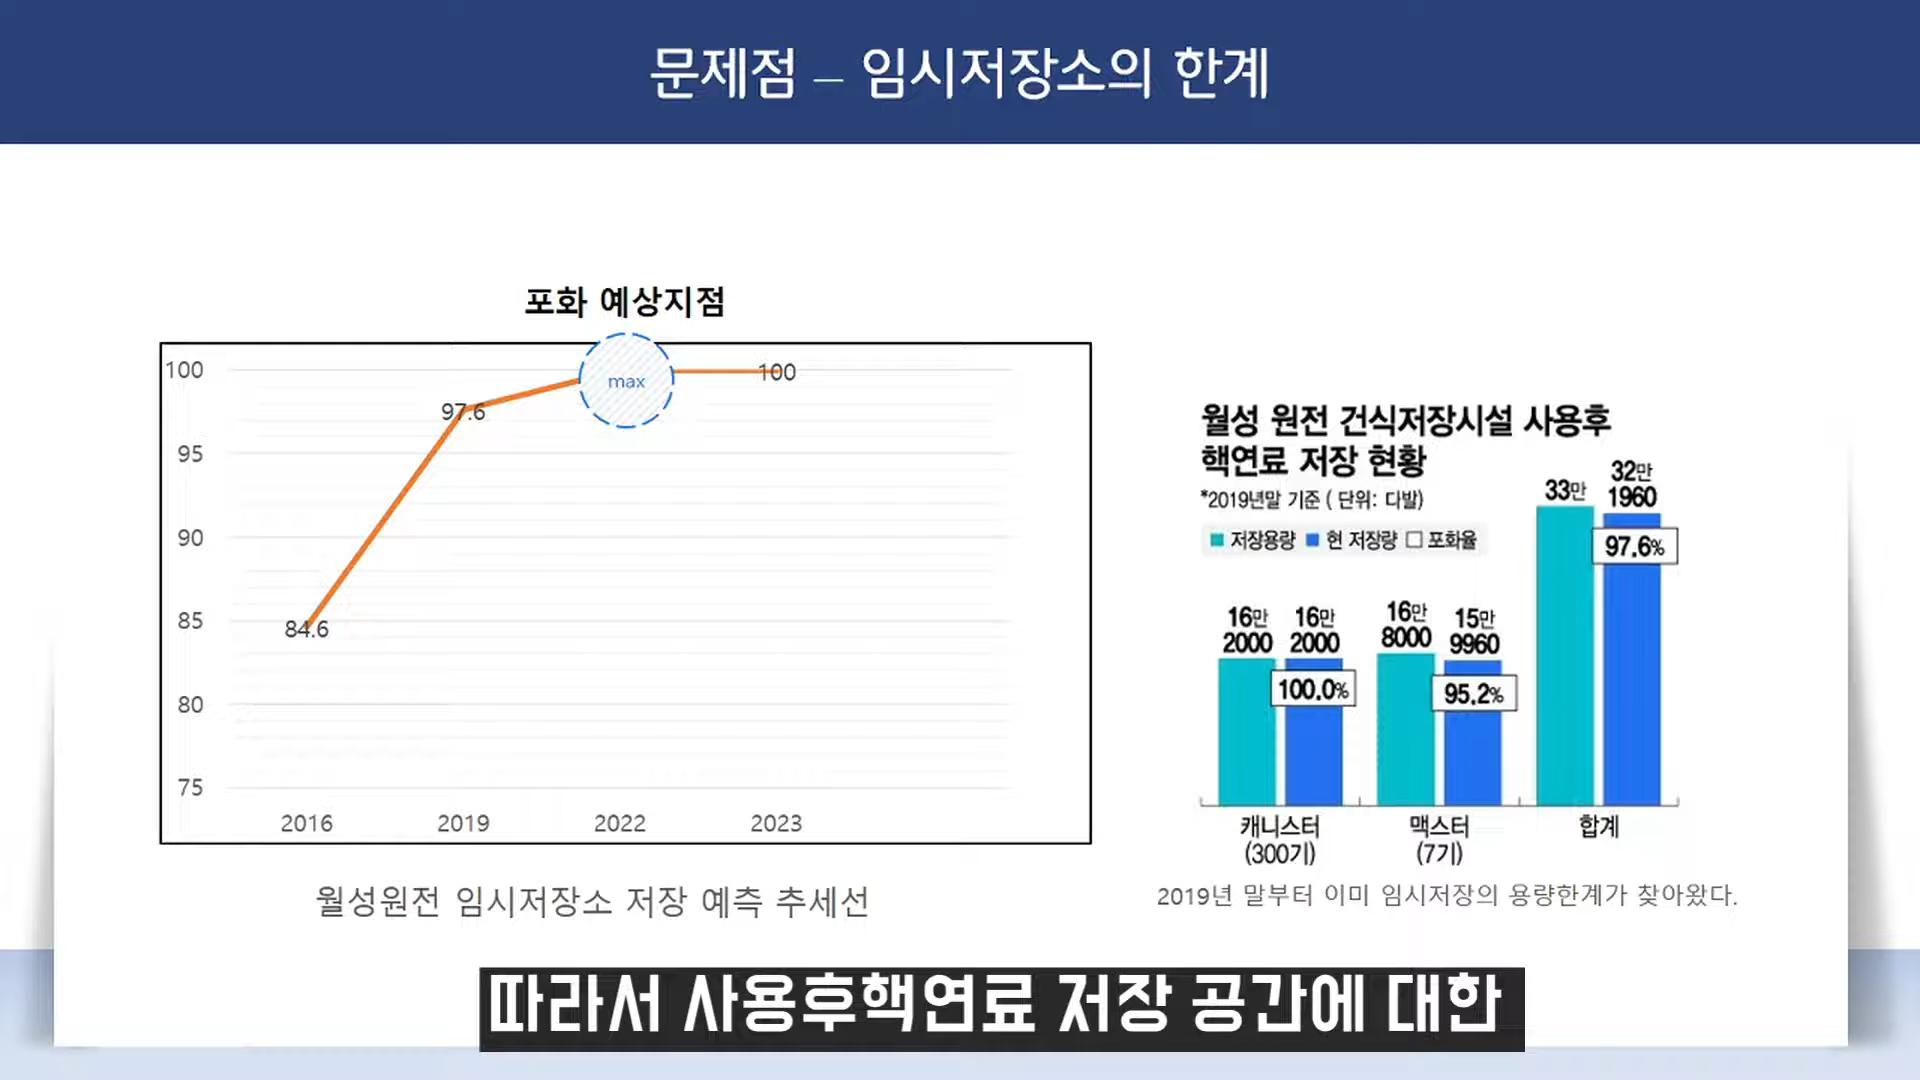 문제점 – 임시저장소의 한계
포화 예상지점
100
95
90
85
80
75
84.6
97.6
max
100
2016
2019
2022
2023
월성원전 임시저장소 저장 예측 추세선
월성 원전 건식저장시설 사용후
핵연료 저장 현황
*2019년말 기준 ( 단위: 다발)
저장용량 현 저장량 포화율
16만
2000
16만
2000
100.0%
16만
8000
15만
9960
95.2%
33만
32만
1960
97.6%
캐니스터
(300기)
맥스터
(7기)
합계
2019년 말부터 이미 임시저장의 용량한계가 찾아왔다.
따라서 사용후핵연료 저장 공간에 대한